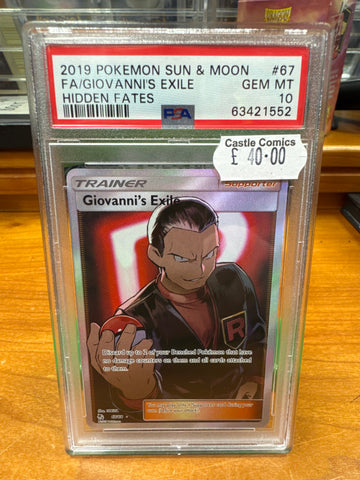 2019 POKEMON SUN & MOON #67
FA/GIOVANNI'S EXILE GEM MT
HIDDEN FATES 10
PSA 63421552
Castle Comics
£ 40.00
TRAINER Supporter
Giovanni's Exile
R
Discard up to 2 of your Benched Pokémon that have
no damage counters on them and all cards attached
to them.